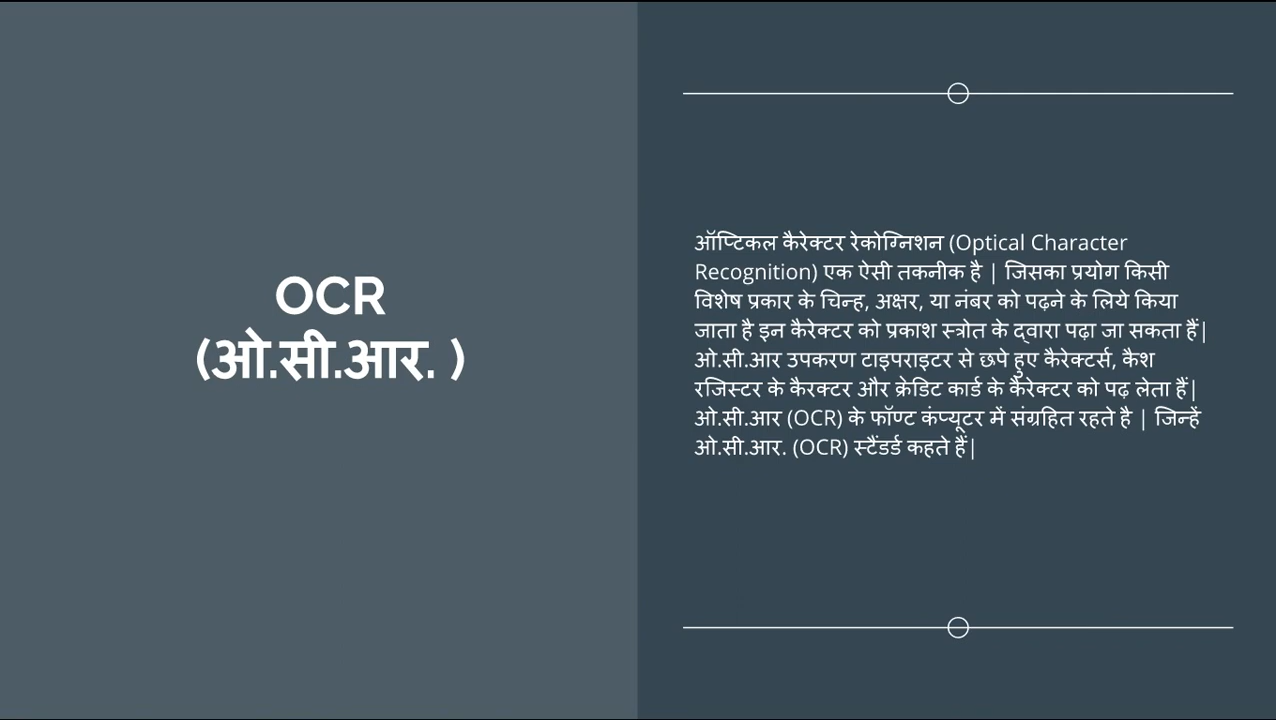 OCR
(ओ.सी.आर. )
ऑप्टिकल कैरेक्टर रेकोग्निशन (Optical Character
Recognition) एक ऐसी तकनीक है | जिसका प्रयोग किसी
विशेष प्रकार के चिन्ह, अक्षर, या नंबर को पढ़ने के लिये किया
जाता है इन कैरेक्टर को प्रकाश स्त्रोत के द्वारा पढ़ा जा सकता हैं|
ओ.सी.आर उपकरण टाइपराइटर से छपे हुए कैरेक्टर्स, कैश
रजिस्टर के कैरक्टर और क्रेडिट कार्ड के कैरेक्टर को पढ़ लेता हैं|
ओ.सी.आर (OCR) के फॉण्ट कंप्यूटर में संग्रहित रहते है | जिन्हें
ओ.सी.आर. (OCR) स्टैंडर्ड कहते हैं|